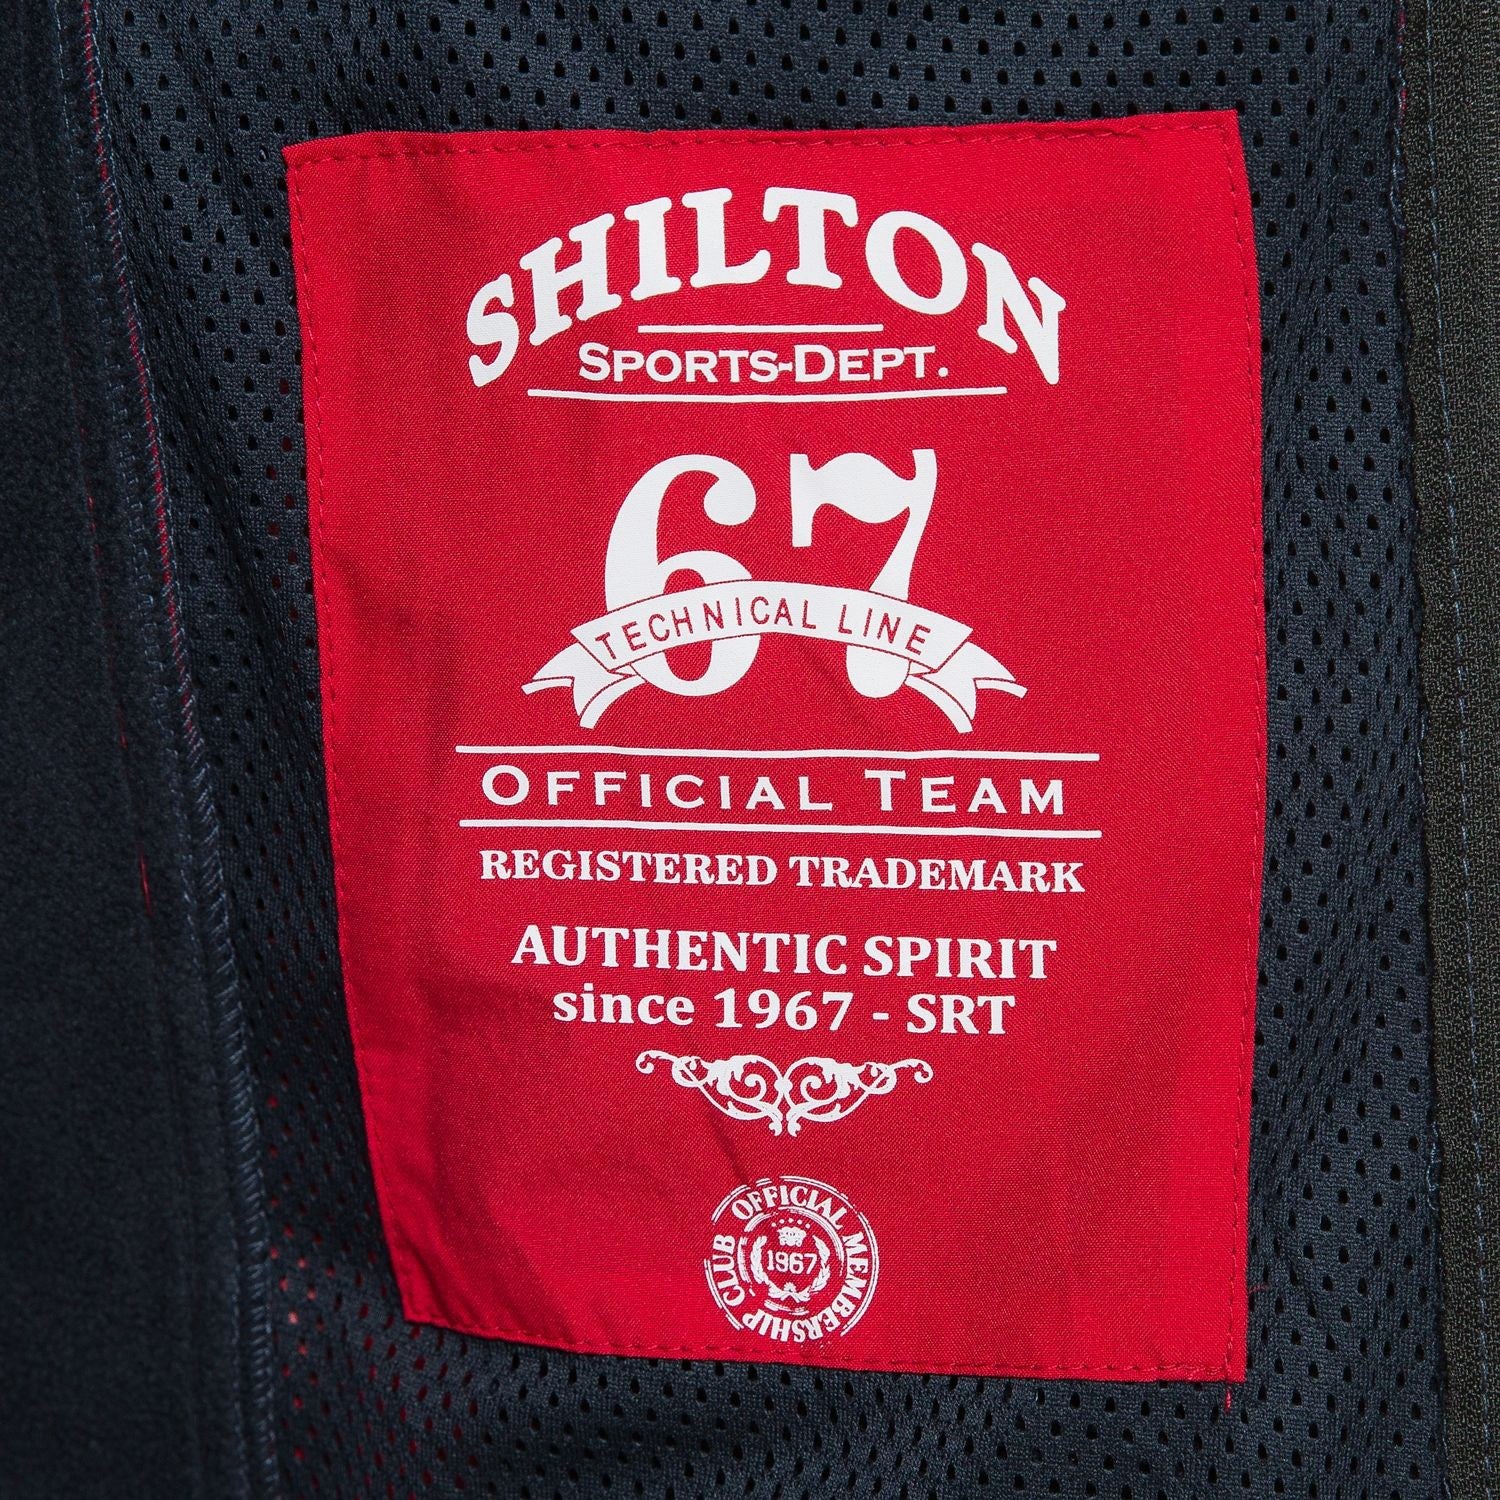 SHILTON
SPORTS-DEPT.
67
TECHNICAL LINE
OFFICIAL TEAM
REGISTERED TRADEMARK
AUTHENTIC SPIRIT
since 1967 - SRT
OFFICIAL MEMBERSHIP CLUB
1967